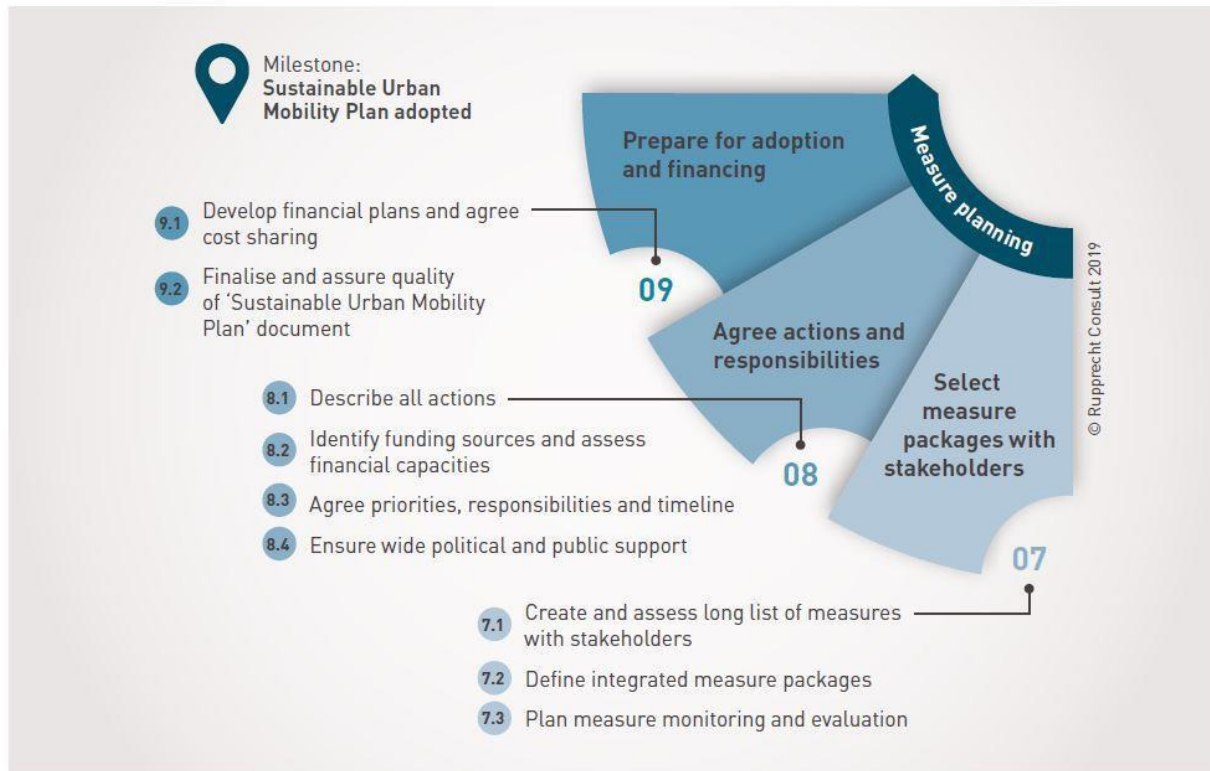 Milestone:
Sustainable Urban
Mobility Plan adopted
Prepare for adoption
and financing
Measure planning
9.1
Develop financial plans and agree
cost sharing
9.2
Finalise and assure quality
of ‘Sustainable Urban Mobility
Plan’ document
09
Agree actions and
responsibilities
8.1
Describe all actions
8.2
Identify funding sources and assess
financial capacities
8.3
Agree priorities, responsibilities and timeline
8.4
Ensure wide political and public support
08
Select
measure
packages with
stakeholders
07
7.1
Create and assess long list of measures
with stakeholders
7.2
Define integrated measure packages
7.3
Plan measure monitoring and evaluation
© Rupprecht Consult 2019